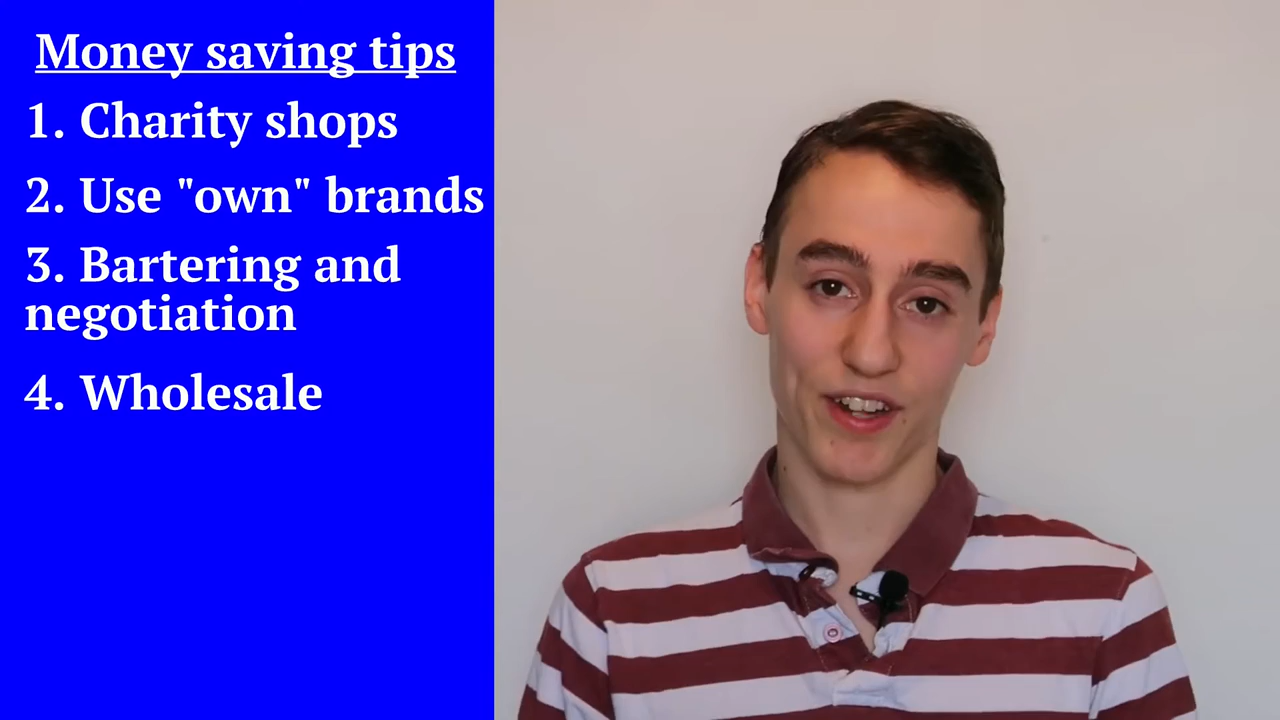 Money saving tips
1. Charity shops
2. Use "own" brands
3. Bartering and
negotiation
4. Wholesale